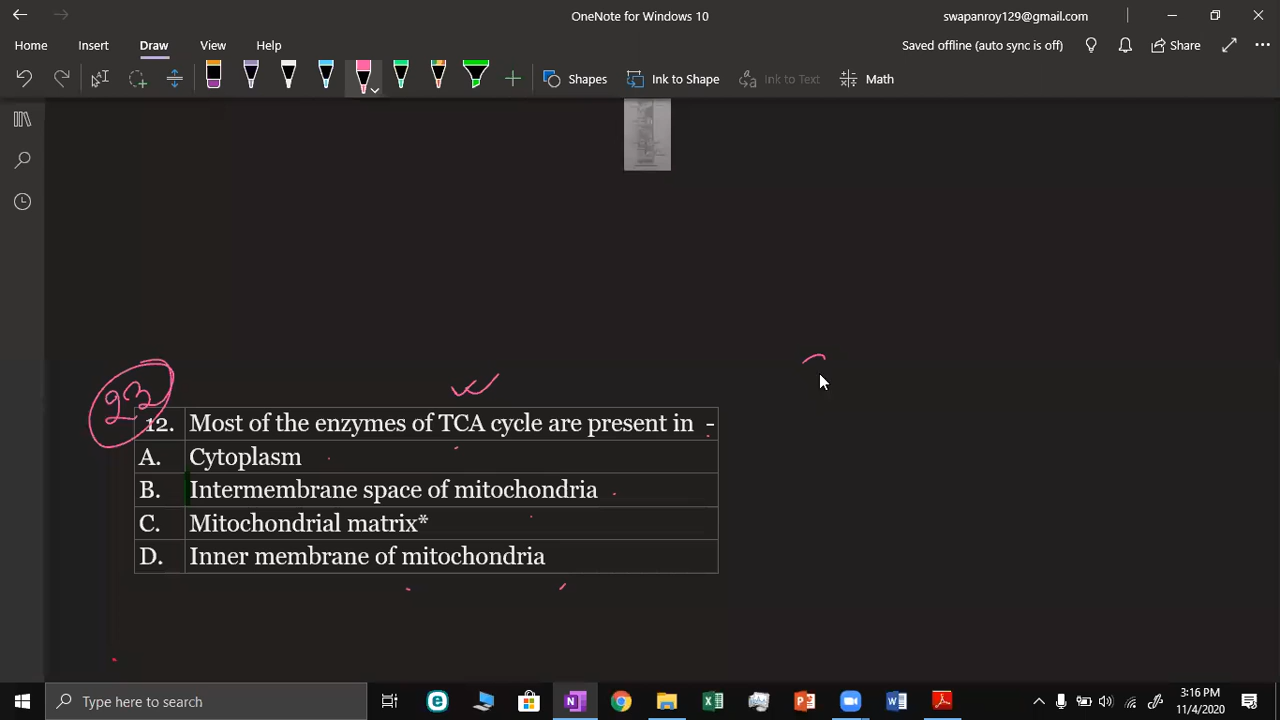 OneNote for Windows 10
swapanroy129@gmail.com
Home Insert Draw View Help
Saved offline (auto sync is off)
Share
Shapes
Ink to Shape
Ink to Text
Math
23
12. Most of the enzymes of TCA cycle are present in -
A. Cytoplasm
B. Intermembrane space of mitochondria
C. Mitochondrial matrix*
D. Inner membrane of mitochondria
Type here to search
3:16 PM
11/4/2020